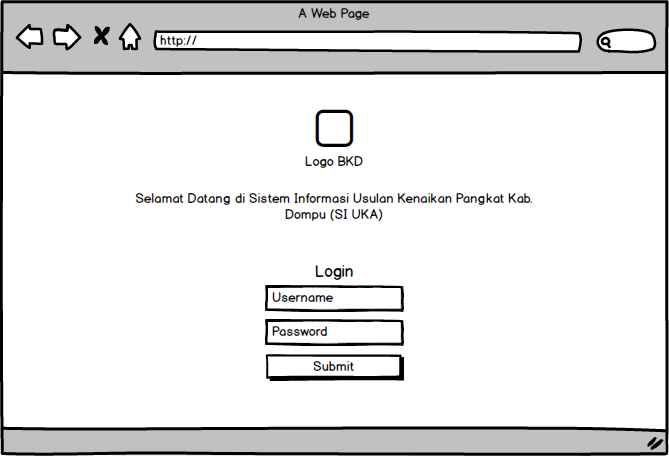 A Web Page
http://
Logo BKD
Selamat Datang di Sistem Informasi Usulan Kenaikan Pangkat Kab.
Dompu (SI UKA)
Login
Username
Password
Submit